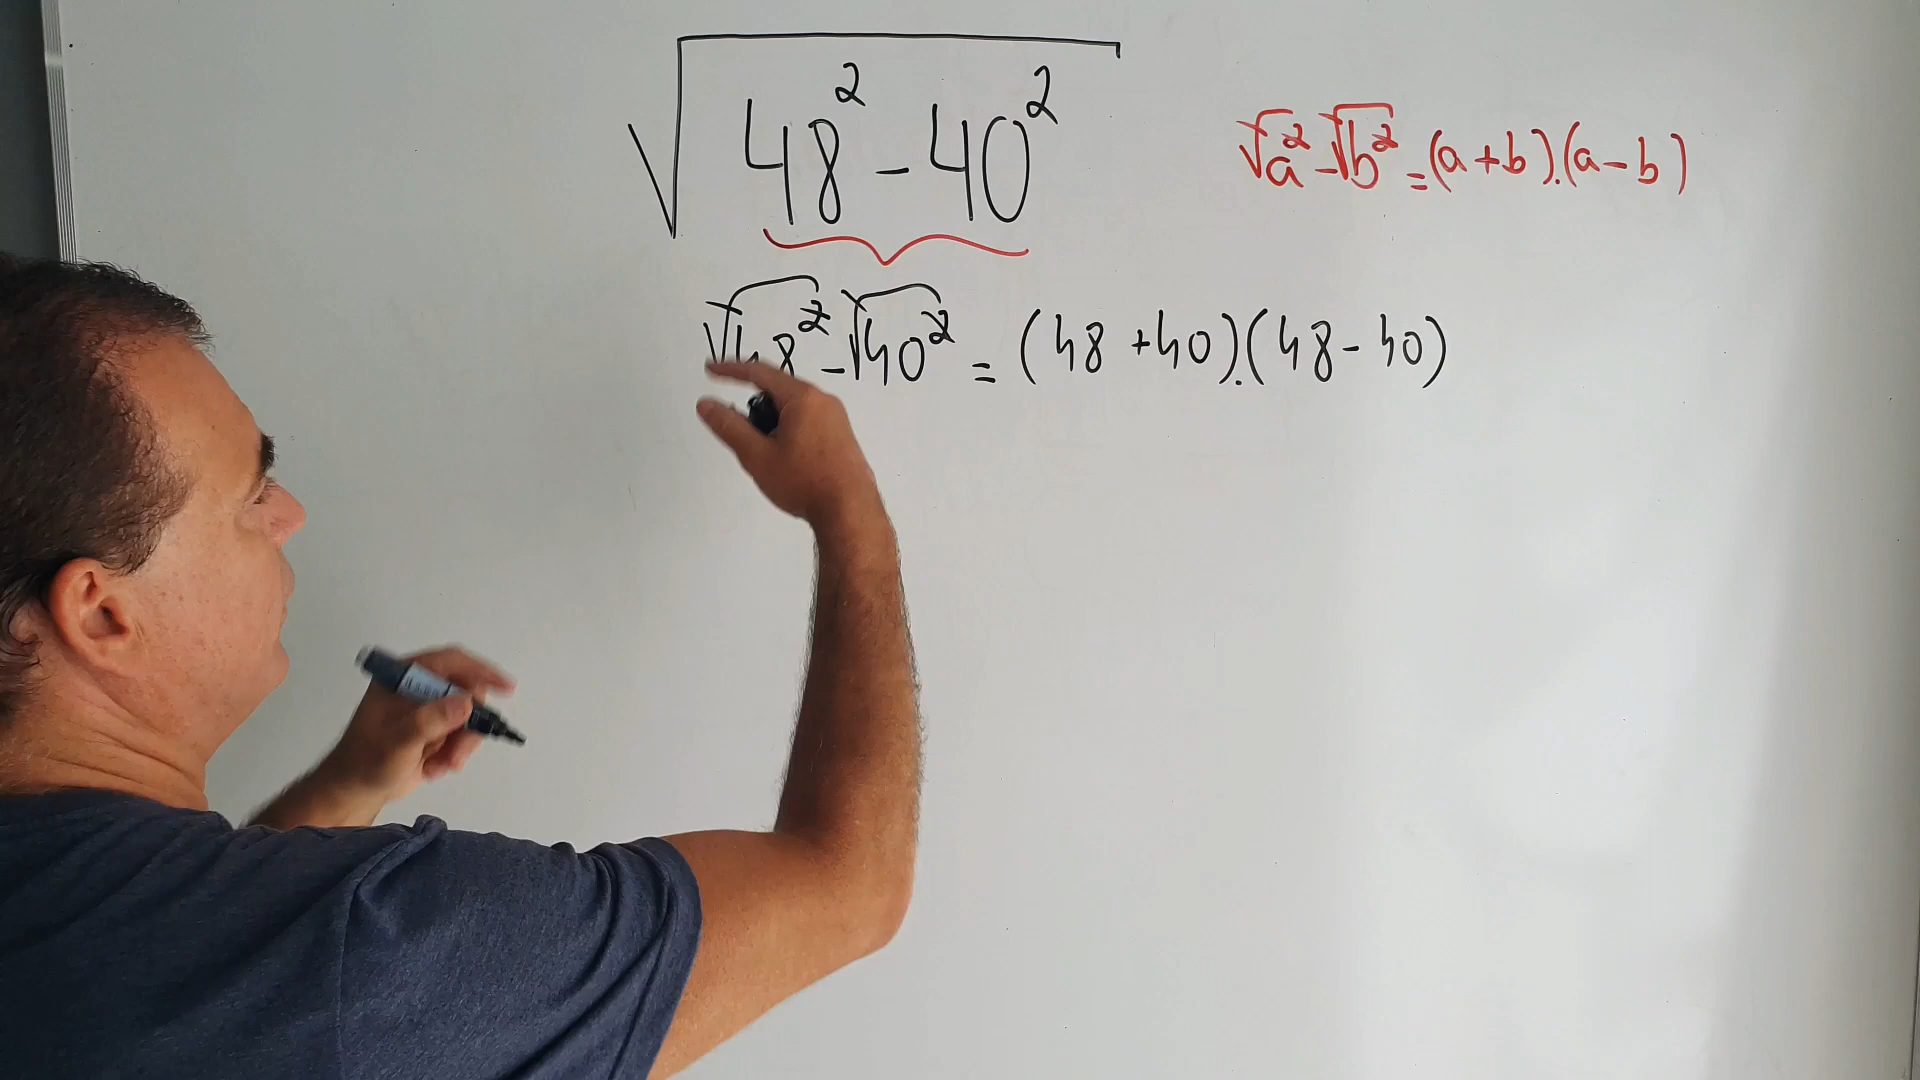 √48² - 40²
√a² - √b² = (a + b).(a - b)
√48² - √40² = (48 + 40).(48 - 40)